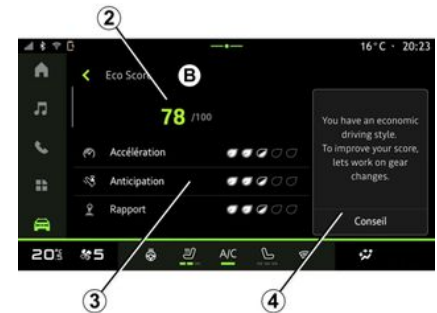 2
16°C · 20:23
Eco Score
B
78 /100
You have an economic
driving style.
To improve your score,
lets work on gear
changes.
Accélération
Anticipation
Rapport
Conseil
20
5
A/C
3
4